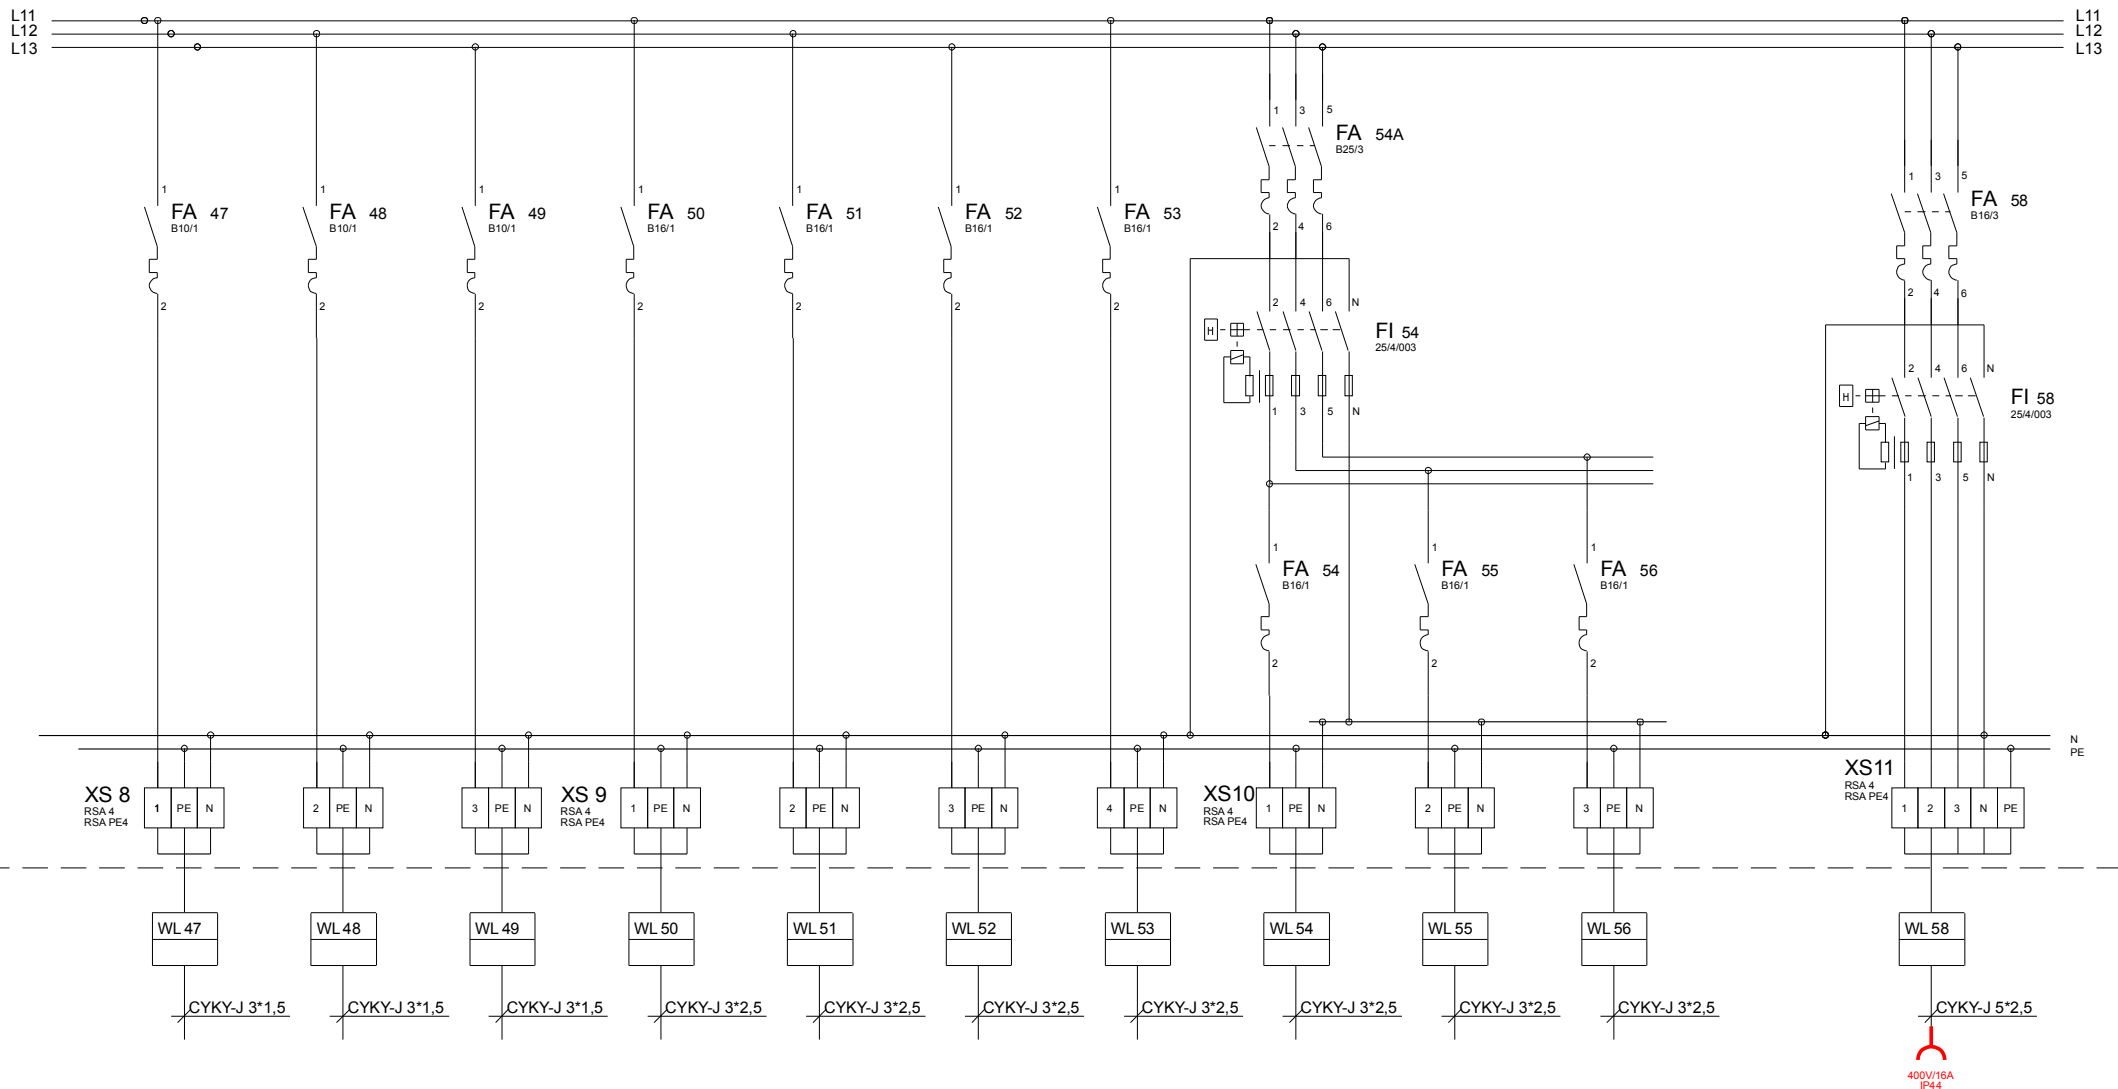 L11
L12
L13
L11
L12
L13
1 3 5
FA 54A
B25/3
2 4 6
1 3 5
FA 58
B16/3
2 4 6
1
FA 47
B10/1
2
1
FA 48
B10/1
2
1
FA 49
B10/1
2
1
FA 50
B16/1
2
1
FA 51
B16/1
2
1
FA 52
B16/1
2
1
FA 53
B16/1
2
2 4 6 N
H
FI 54
25/4/003
1 3 5 N
2 4 6 N
H
FI 58
25/4/003
1 3 5 N
1
FA 54
B16/1
2
1
FA 55
B16/1
2
1
FA 56
B16/1
2
N
PE
XS 8
RSA 4
RSA PE4
1 PE N
2 PE N
3 PE N
XS 9
RSA 4
RSA PE4
1 PE N
2 PE N
3 PE N
4 PE N
XS10
RSA 4
RSA PE4
1 PE N
2 PE N
3 PE N
XS11
RSA 4
RSA PE4
1 2 3 N PE
WL 47
WL 48
WL 49
WL 50
WL 51
WL 52
WL 53
WL 54
WL 55
WL 56
WL 58
CYKY-J 3*1,5
CYKY-J 3*1,5
CYKY-J 3*1,5
CYKY-J 3*2,5
CYKY-J 3*2,5
CYKY-J 3*2,5
CYKY-J 3*2,5
CYKY-J 3*2,5
CYKY-J 3*2,5
CYKY-J 3*2,5
CYKY-J 5*2,5
400V/16A
IP44